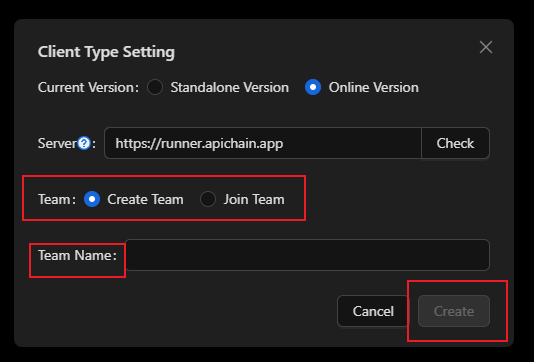 Client Type Setting
Current Version: Standalone Version Online Version
Server?: https://runner.apichain.app Check
Team: Create Team Join Team
Team Name:
Cancel Create